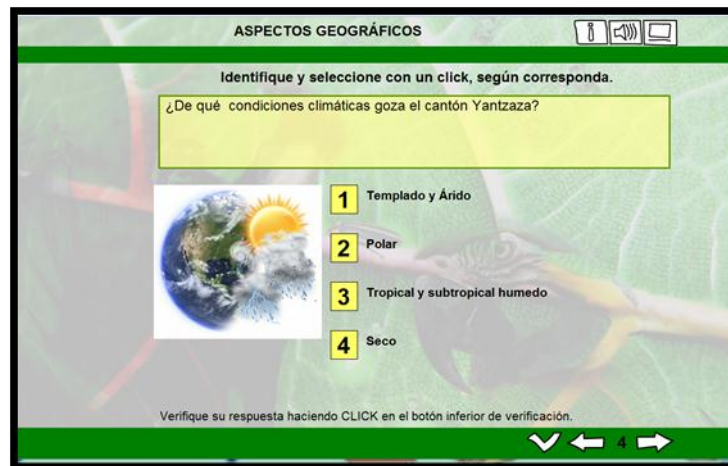 ASPECTOS GEOGRÁFICOS
i
Identifique y seleccione con un click, según corresponda.
¿De qué condiciones climáticas goza el cantón Yantzaza?
1 Templado y Árido
2 Polar
3 Tropical y subtropical humedo
4 Seco
Verifique su respuesta haciendo CLICK en el botón inferior de verificación.
4